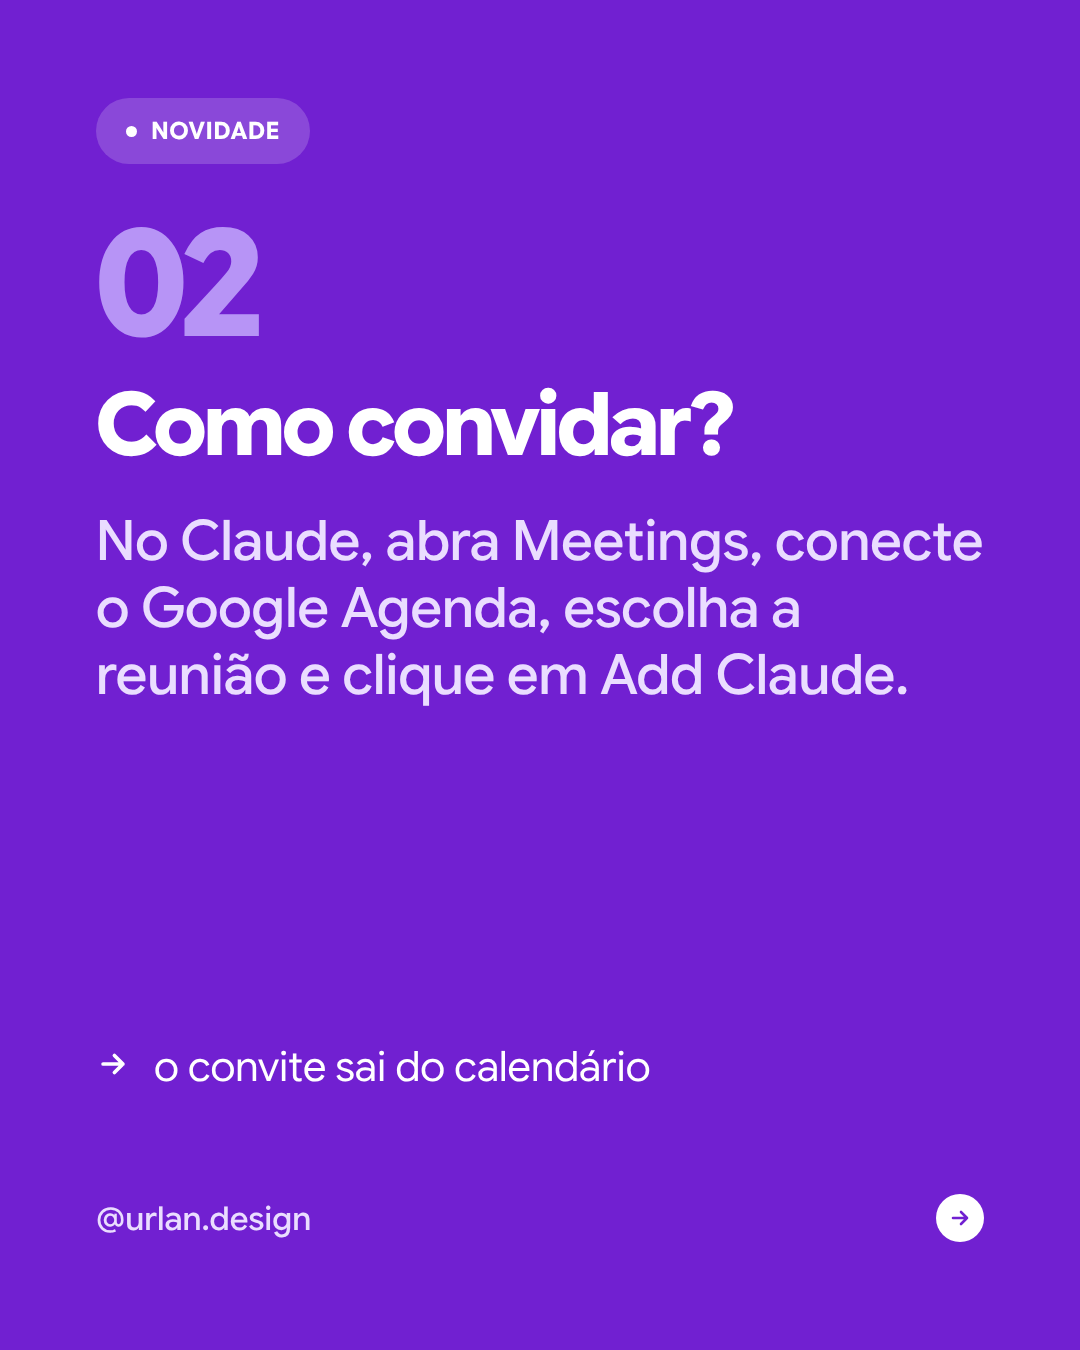 NOVIDADE
02
Como convidar?
No Claude, abra Meetings, conecte
o Google Agenda, escolha a
reunião e clique em Add Claude.
→ o convite sai do calendário
@urlan.design
→